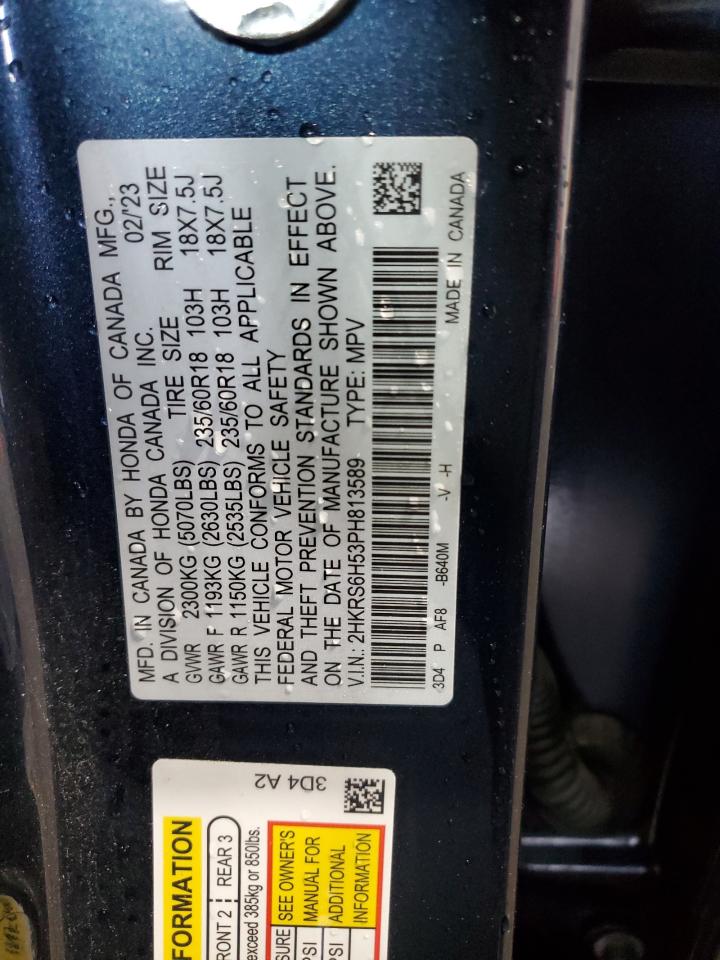 MFD. IN CANADA BY HONDA OF CANADA MFG.,
A DIVISION OF HONDA CANADA INC. 02/'23
GVWR 2300KG (5070LBS) TIRE SIZE RIM SIZE
GAWR F 1193KG (2630LBS) 235/60R18 103H 18X7.5J
GAWR R 1150KG (2535LBS) 235/60R18 103H 18X7.5J
THIS VEHICLE CONFORMS TO ALL APPLICABLE
FEDERAL MOTOR VEHICLE SAFETY
AND THEFT PREVENTION STANDARDS IN EFFECT
ON THE DATE OF MANUFACTURE SHOWN ABOVE.
V.I.N.: 2HKRS6H53PH813589 TYPE: MPV
3D4 P AF8 -B640M -V -H
MADE IN CANADA
FORMATION
RONT 2 REAR 3
exceed 385kg or 850lbs.
SURE SEE OWNER'S
PSI MANUAL FOR
PSI ADDITIONAL
INFORMATION
3D4 A2